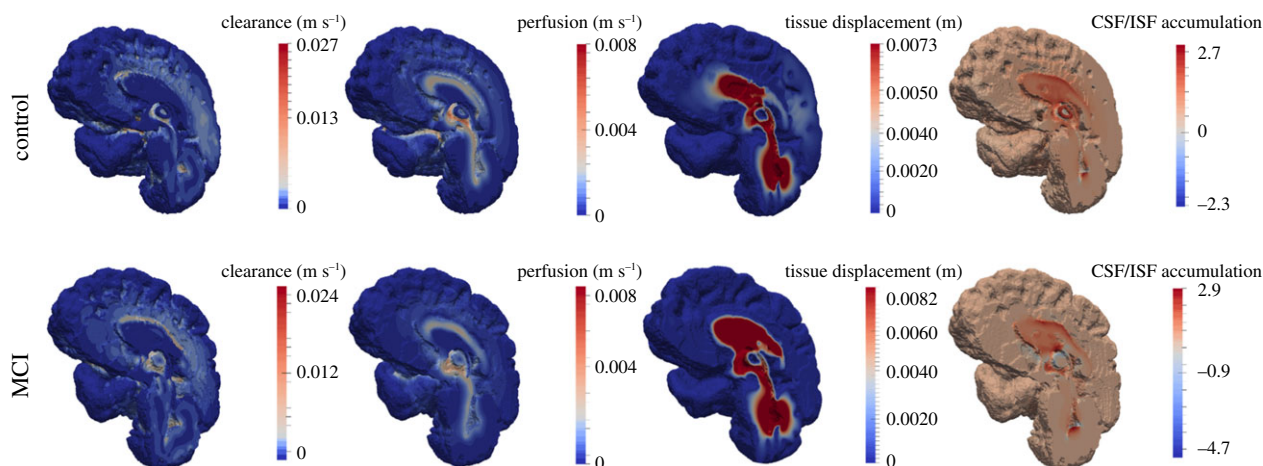 control
clearance (m s⁻¹)
0.027
0.013
0
perfusion (m s⁻¹)
0.008
0.004
0
tissue displacement (m)
0.0073
0.0050
0.0040
0.0020
0
CSF/ISF accumulation
2.7
0
–2.3
MCI
clearance (m s⁻¹)
0.024
0.012
0
perfusion (m s⁻¹)
0.008
0.004
0
tissue displacement (m)
0.0082
0.0060
0.0040
0.0020
0
CSF/ISF accumulation
2.9
–0.9
–4.7